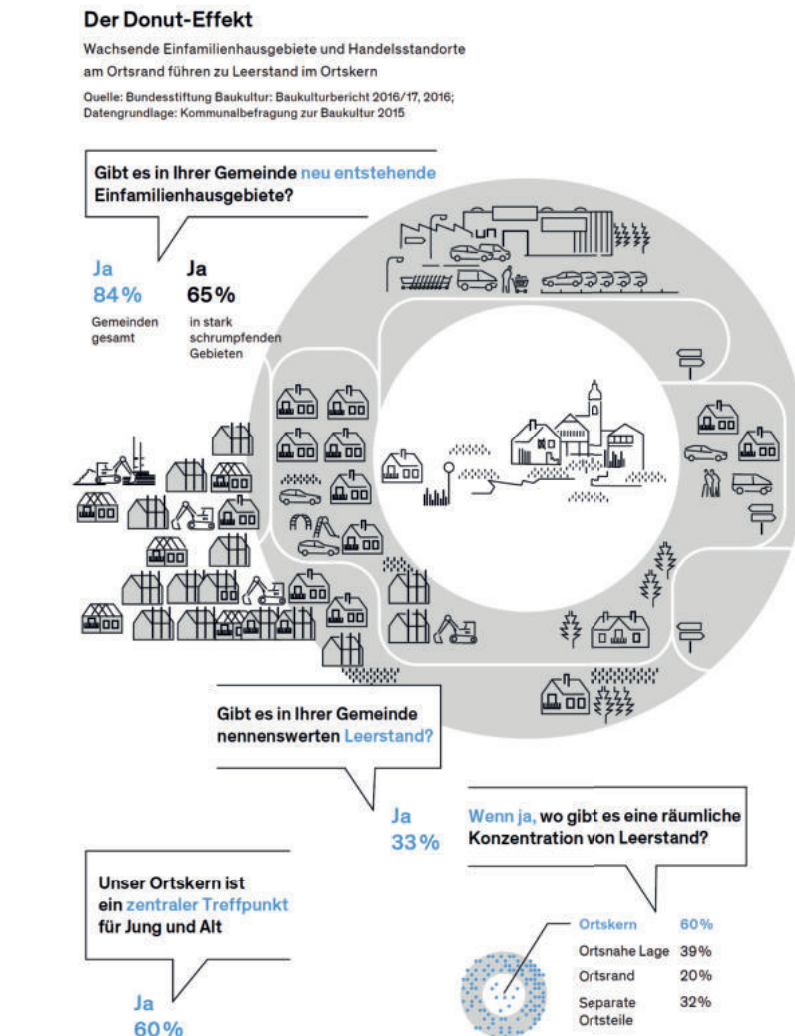 Der Donut-Effekt
Wachsende Einfamilienhausgebiete und Handelsstandorte
am Ortsrand führen zu Leerstand im Ortskern
Quelle: Bundesstiftung Baukultur: Baukulturbericht 2016/17, 2016;
Datengrundlage: Kommunalbefragung zur Baukultur 2015
Gibt es in Ihrer Gemeinde neu entstehende
Einfamilienhausgebiete?
Ja
84%
Gemeinden
gesamt
Ja
65%
in stark
schrumpfenden
Gebieten
Gibt es in Ihrer Gemeinde
nennenswerten Leerstand?
Ja
33%
Wenn ja, wo gibt es eine räumliche
Konzentration von Leerstand?
Ortskern 60%
Ortsnahe Lage 39%
Ortsrand 20%
Separate 32%
Ortsteile
Unser Ortskern ist
ein zentraler Treffpunkt
für Jung und Alt
Ja
60%